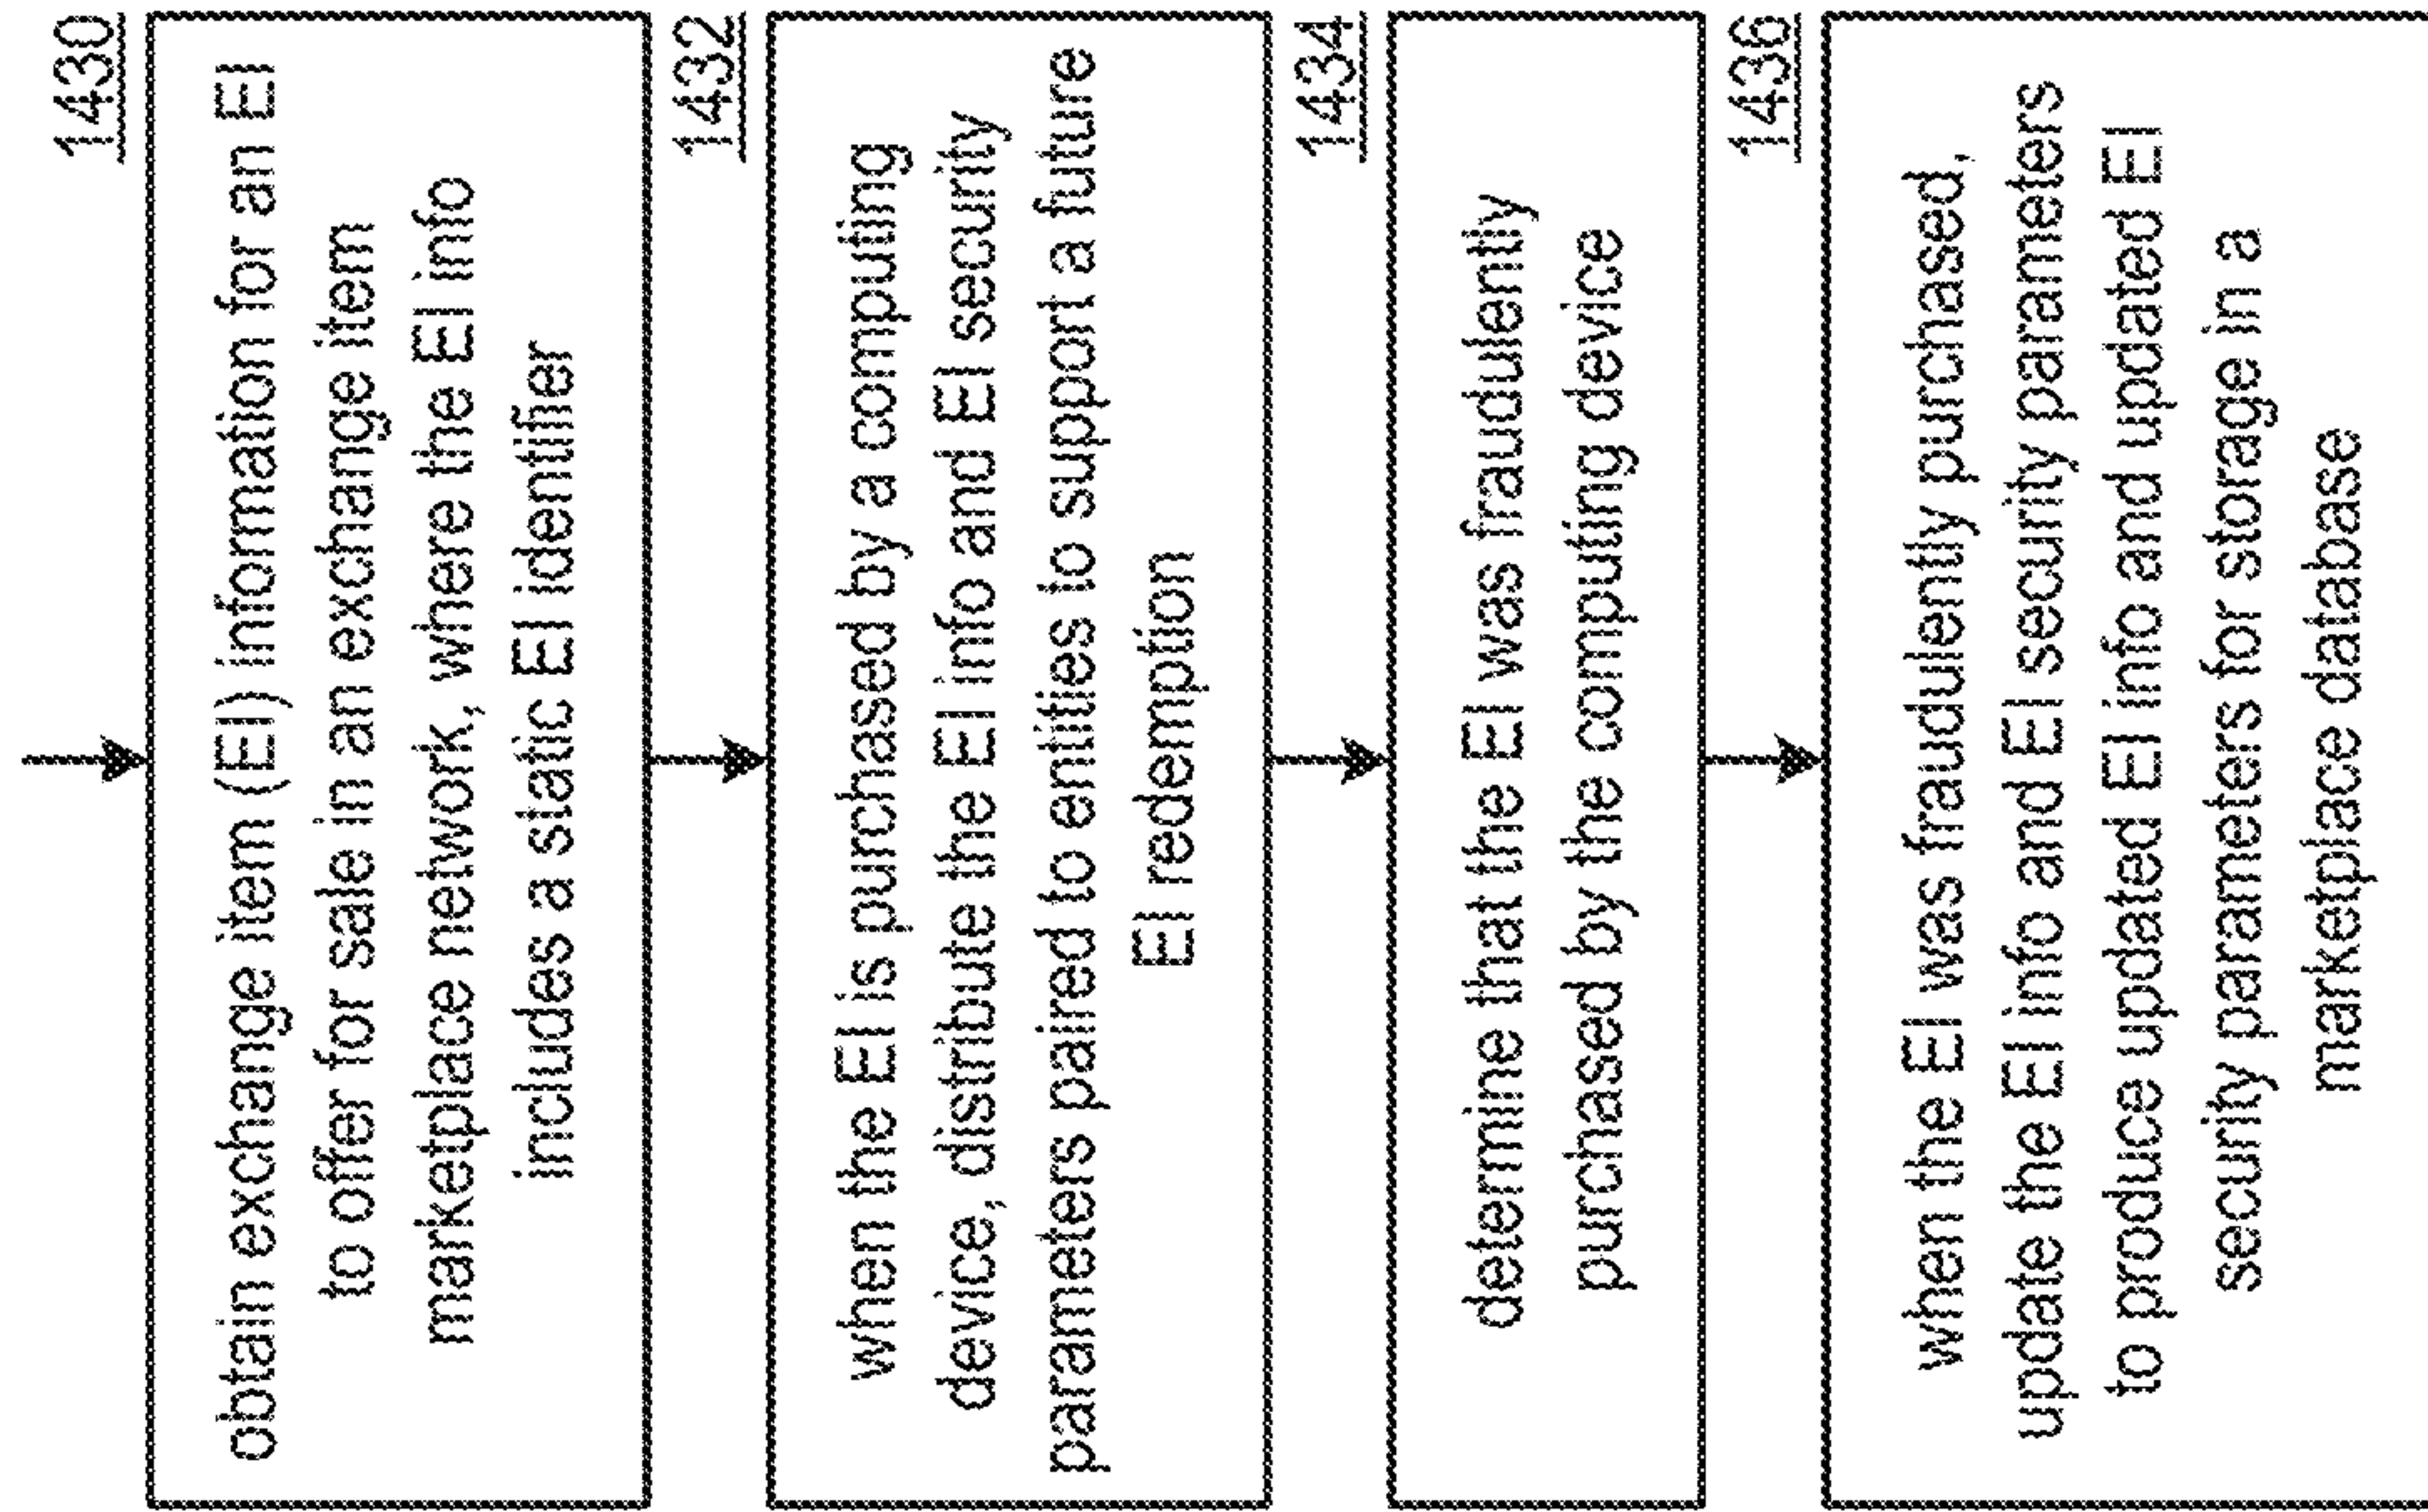 1430
obtain exchange item (EI) information for an EI
to offer for sale in an exchange item
marketplace network, where the EI info
includes a static EI identifier
1432
when the EI is purchased by a computing
device, distribute the EI info and EI security
parameters paired to entities to support a future
EI redemption
1434
determine that the EI was fraudulently
purchased by the computing device
1436
when the EI was fraudulently purchased,
update the EI info and EI security parameters
to produce updated EI info and updated EI
security parameters for storage in a
marketplace database